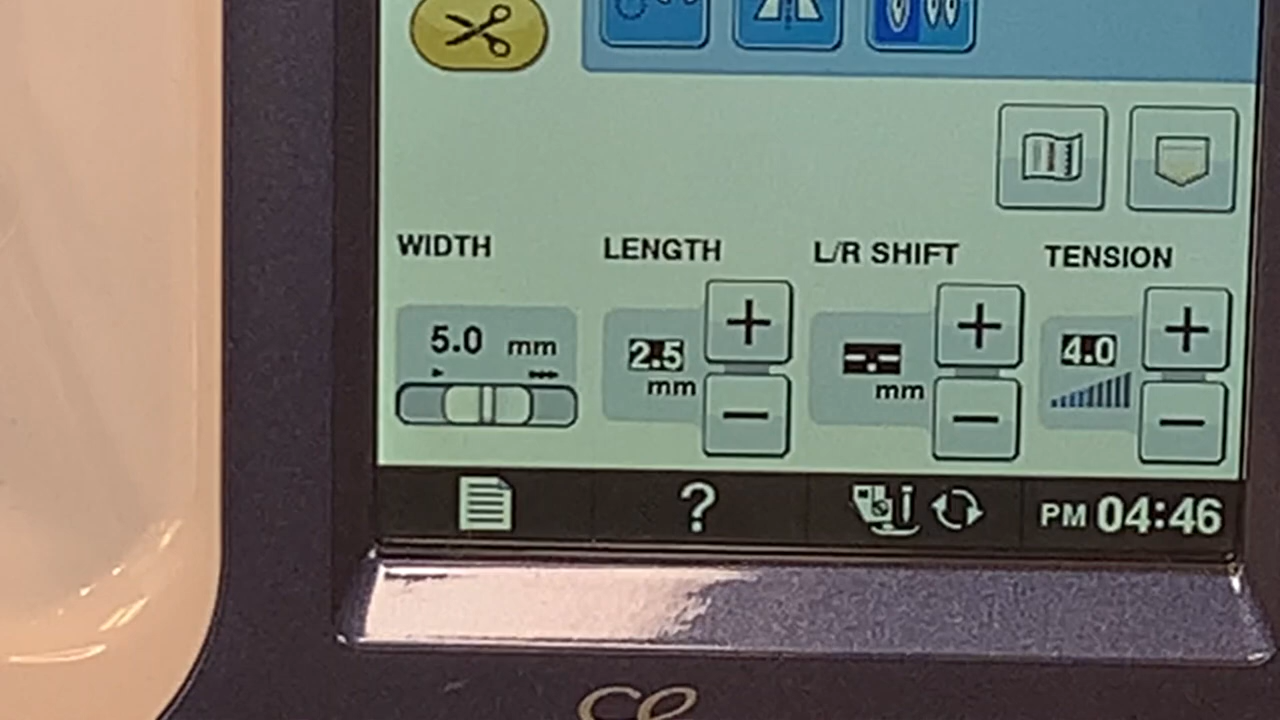 WIDTH LENGTH L/R SHIFT TENSION
5.0 mm 2.5 mm -.- mm 4.0
? PM 04:46